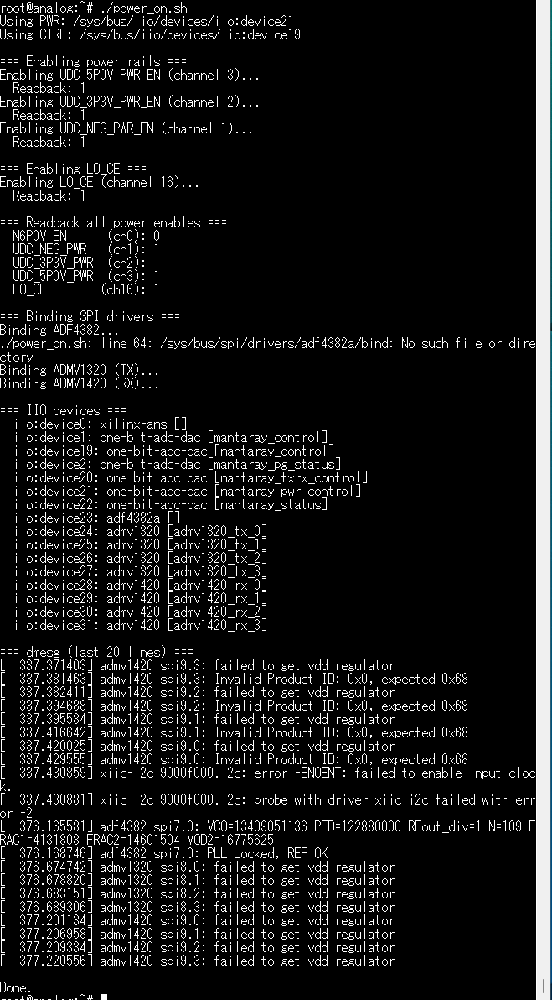 root@analog:~# ./power_on.sh
Using PWR: /sys/bus/iio/devices/iio:device21
Using CTRL: /sys/bus/iio/devices/iio:device19
=== Enabling power rails ===
Enabling UDC_5P0V_PWR_EN (channel 3)...
  Readback: 1
Enabling UDC_3P3V_PWR_EN (channel 2)...
  Readback: 1
Enabling UDC_NEG_PWR_EN (channel 1)...
  Readback: 1
=== Enabling LO_CE ===
Enabling LO_CE (channel 16)...
  Readback: 1
=== Readback all power enables ===
  N6P0V_EN      (ch0): 0
  UDC_NEG_PWR   (ch1): 1
  UDC_3P3V_PWR  (ch2): 1
  UDC_5P0V_PWR  (ch3): 1
  LO_CE        (ch16): 1
=== Binding SPI drivers ===
Binding ADF4382...
./power_on.sh: line 64: /sys/bus/spi/drivers/adf4382a/bind: No such file or dire
ctory
Binding ADMV1320 (TX)...
Binding ADMV1420 (RX)...
=== IIO devices ===
  iio:device0: xilinx-ams []
  iio:device1: one-bit-adc-dac [mantaray_control]
  iio:device19: one-bit-adc-dac [mantaray_control]
  iio:device2: one-bit-adc-dac [mantaray_pg_status]
  iio:device20: one-bit-adc-dac [mantaray_txrx_control]
  iio:device21: one-bit-adc-dac [mantaray_pwr_control]
  iio:device22: one-bit-adc-dac [mantaray_status]
  iio:device23: adf4382a []
  iio:device24: admv1320 [admv1320_tx_0]
  iio:device25: admv1320 [admv1320_tx_1]
  iio:device26: admv1320 [admv1320_tx_2]
  iio:device27: admv1320 [admv1320_tx_3]
  iio:device28: admv1420 [admv1420_rx_0]
  iio:device29: admv1420 [admv1420_rx_1]
  iio:device30: admv1420 [admv1420_rx_2]
  iio:device31: admv1420 [admv1420_rx_3]
=== dmesg (last 20 lines) ===
[  337.371403] admv1420 spi9.3: failed to get vdd regulator
[  337.381463] admv1420 spi9.3: Invalid Product ID: 0x0, expected 0x68
[  337.382411] admv1420 spi9.2: failed to get vdd regulator
[  337.394688] admv1420 spi9.2: Invalid Product ID: 0x0, expected 0x68
[  337.395584] admv1420 spi9.1: failed to get vdd regulator
[  337.416642] admv1420 spi9.1: Invalid Product ID: 0x0, expected 0x68
[  337.420025] admv1420 spi9.0: failed to get vdd regulator
[  337.429555] admv1420 spi9.0: Invalid Product ID: 0x0, expected 0x68
[  337.430859] xiic-i2c 9000f000.i2c: error -ENOENT: failed to enable input cloc
k.
[  337.430881] xiic-i2c 9000f000.i2c: probe with driver xiic-i2c failed with err
or -2
[  376.165581] adf4382 spi7.0: VCO=13409051136 PFD=122880000 RFout_div=1 N=109 F
RAC1=4131808 FRAC2=14601504 MOD2=16775625
[  376.168746] adf4382 spi7.0: PLL Locked, REF OK
[  376.674742] admv1320 spi8.0: failed to get vdd regulator
[  376.678820] admv1320 spi8.1: failed to get vdd regulator
[  376.683151] admv1320 spi8.2: failed to get vdd regulator
[  376.689306] admv1320 spi8.3: failed to get vdd regulator
[  377.201134] admv1420 spi9.0: failed to get vdd regulator
[  377.206958] admv1420 spi9.1: failed to get vdd regulator
[  377.209334] admv1420 spi9.2: failed to get vdd regulator
[  377.220556] admv1420 spi9.3: failed to get vdd regulator
Done.
root@analog:~#